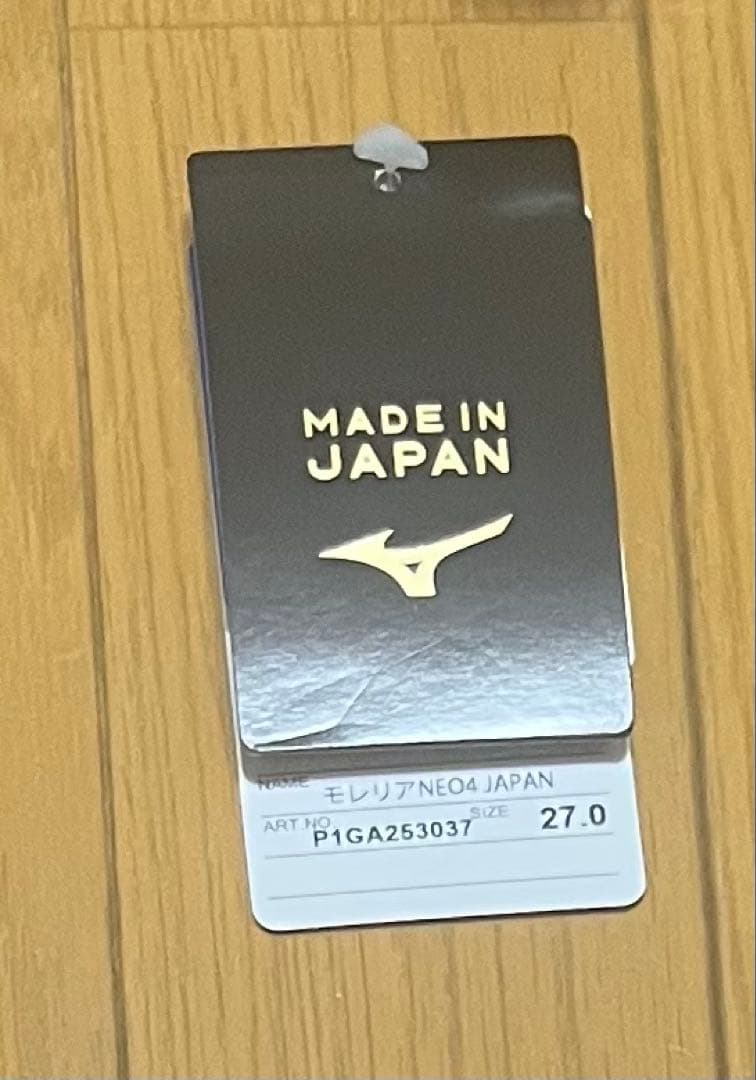 MADE IN
JAPAN
NAME モレリアNEO4 JAPAN
ART.NO. P1GA253037 SIZE 27.0